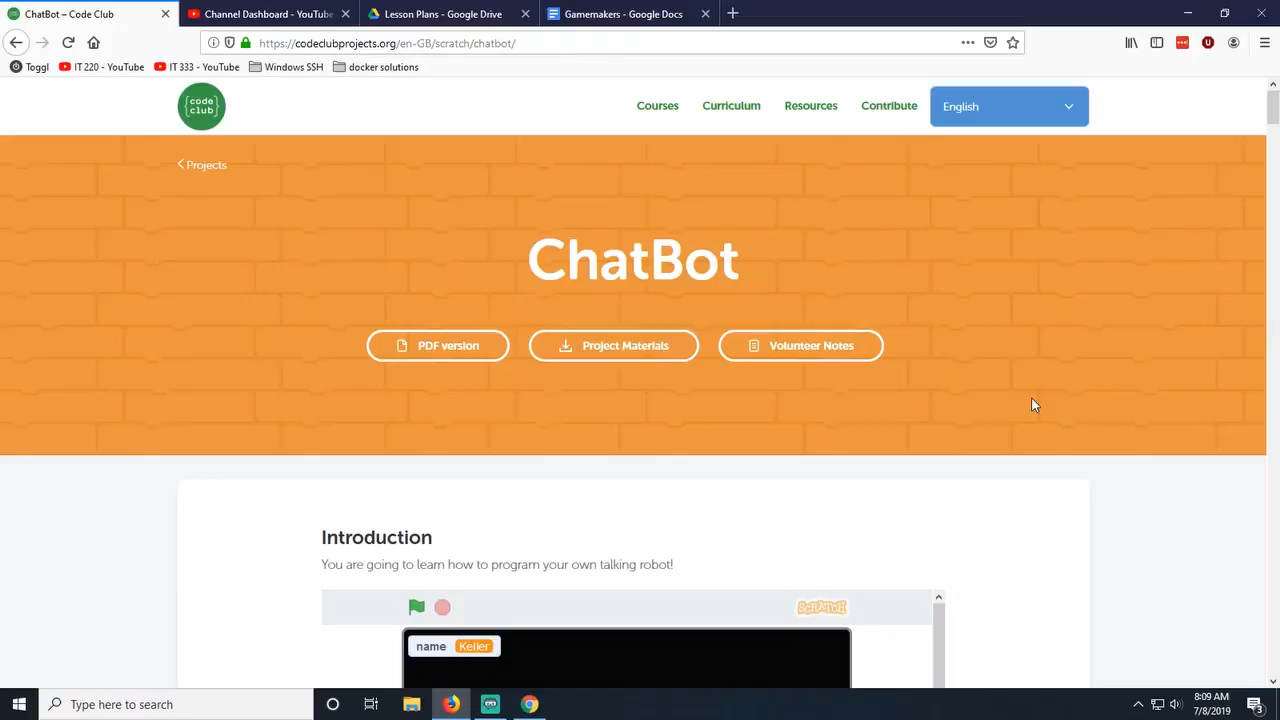 ChatBot – Code Club
Channel Dashboard - YouTube
Lesson Plans - Google Drive
Gamemakers - Google Docs
https://codeclubprojects.org/en-GB/scratch/chatbot/
Toggl
IT 220 - YouTube
IT 333 - YouTube
Windows SSH
docker solutions
{code
club}
Courses
Curriculum
Resources
Contribute
English
Projects
ChatBot
PDF version
Project Materials
Volunteer Notes
Introduction
You are going to learn how to program your own talking robot!
SCRATCH
name Keller
Type here to search
8:09 AM
7/8/2019
3